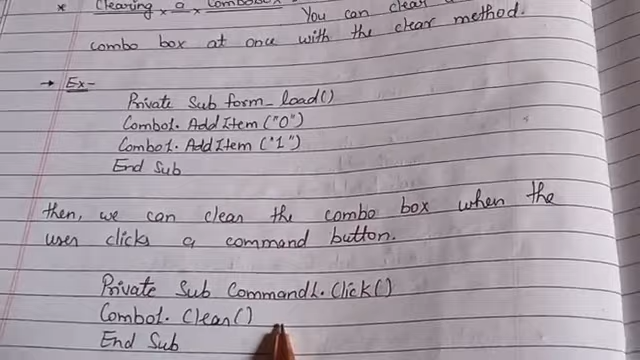 * Clearing a Combobox You can clear
combo box at once with the clear method.
→ Ex-
Private Sub form_load()
Combo1. AddItem ("0")
Combo1. AddItem ("1")
End Sub
then, we can clear the combo box when the
user clicks a command button.
Private Sub Command1. Click()
Combo1. Clear()
End Sub